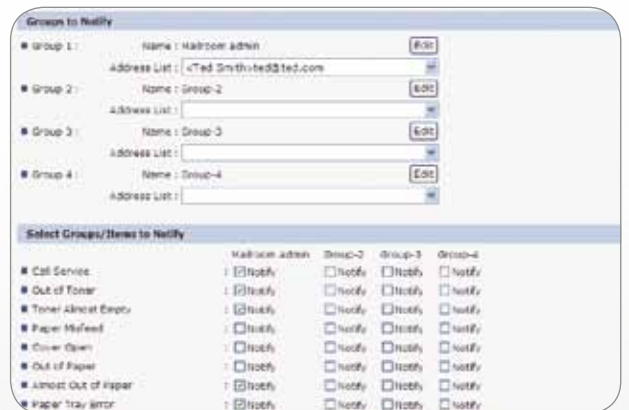 Groups to Notify
Group 1 : Name : Mailroom admin Edit
Address List : <Ted Smith>ted@ted.com
Group 2 : Name : Group-2 Edit
Address List :
Group 3 : Name : Group-3 Edit
Address List :
Group 4 : Name : Group-4 Edit
Address List :
Select Groups/Items to Notify
Mailroom admin Group-2 Group-3 Group-4
Call Service : Notify Notify Notify Notify
Out of Toner : Notify Notify Notify Notify
Toner Almost Empty : Notify Notify Notify Notify
Paper Misfeed : Notify Notify Notify Notify
Cover Open : Notify Notify Notify Notify
Out of Paper : Notify Notify Notify Notify
Almost Out of Paper : Notify Notify Notify Notify
Paper Tray Error : Notify Notify Notify Notify